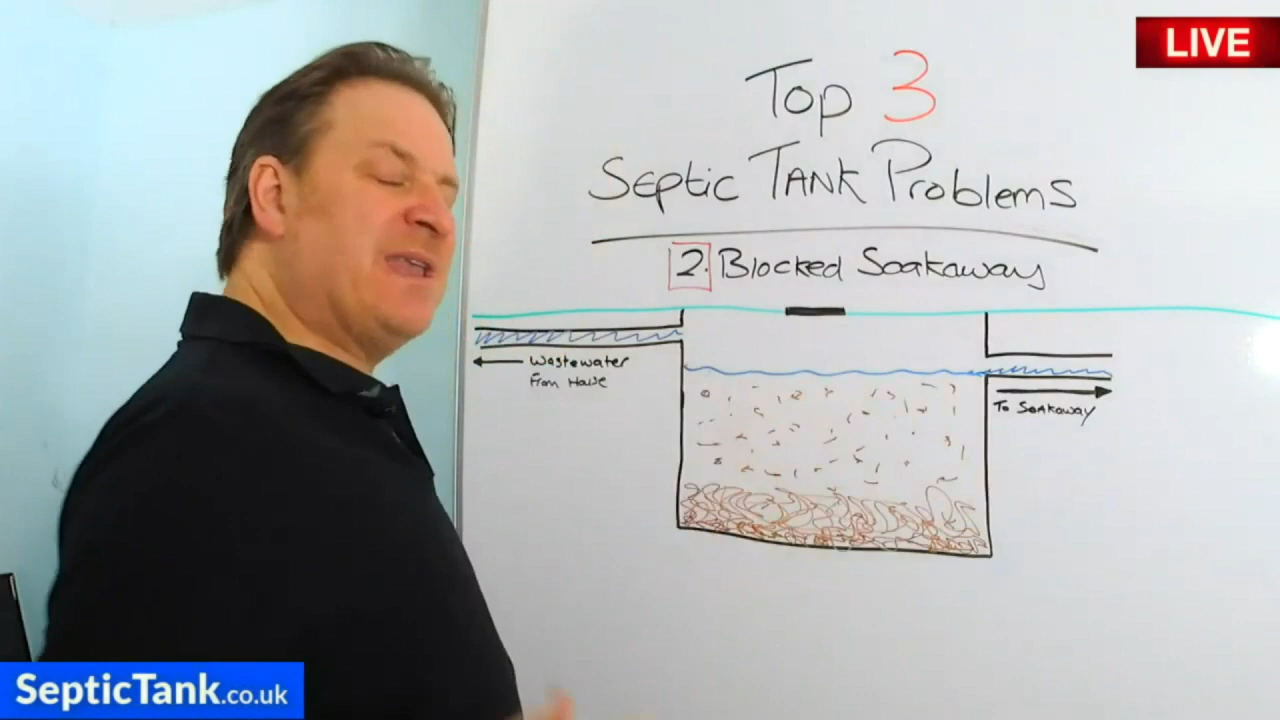 LIVE
Top 3
Septic Tank Problems
2. Blocked Soakaway
Wastewater
From House
To Soakaway
SepticTank.co.uk